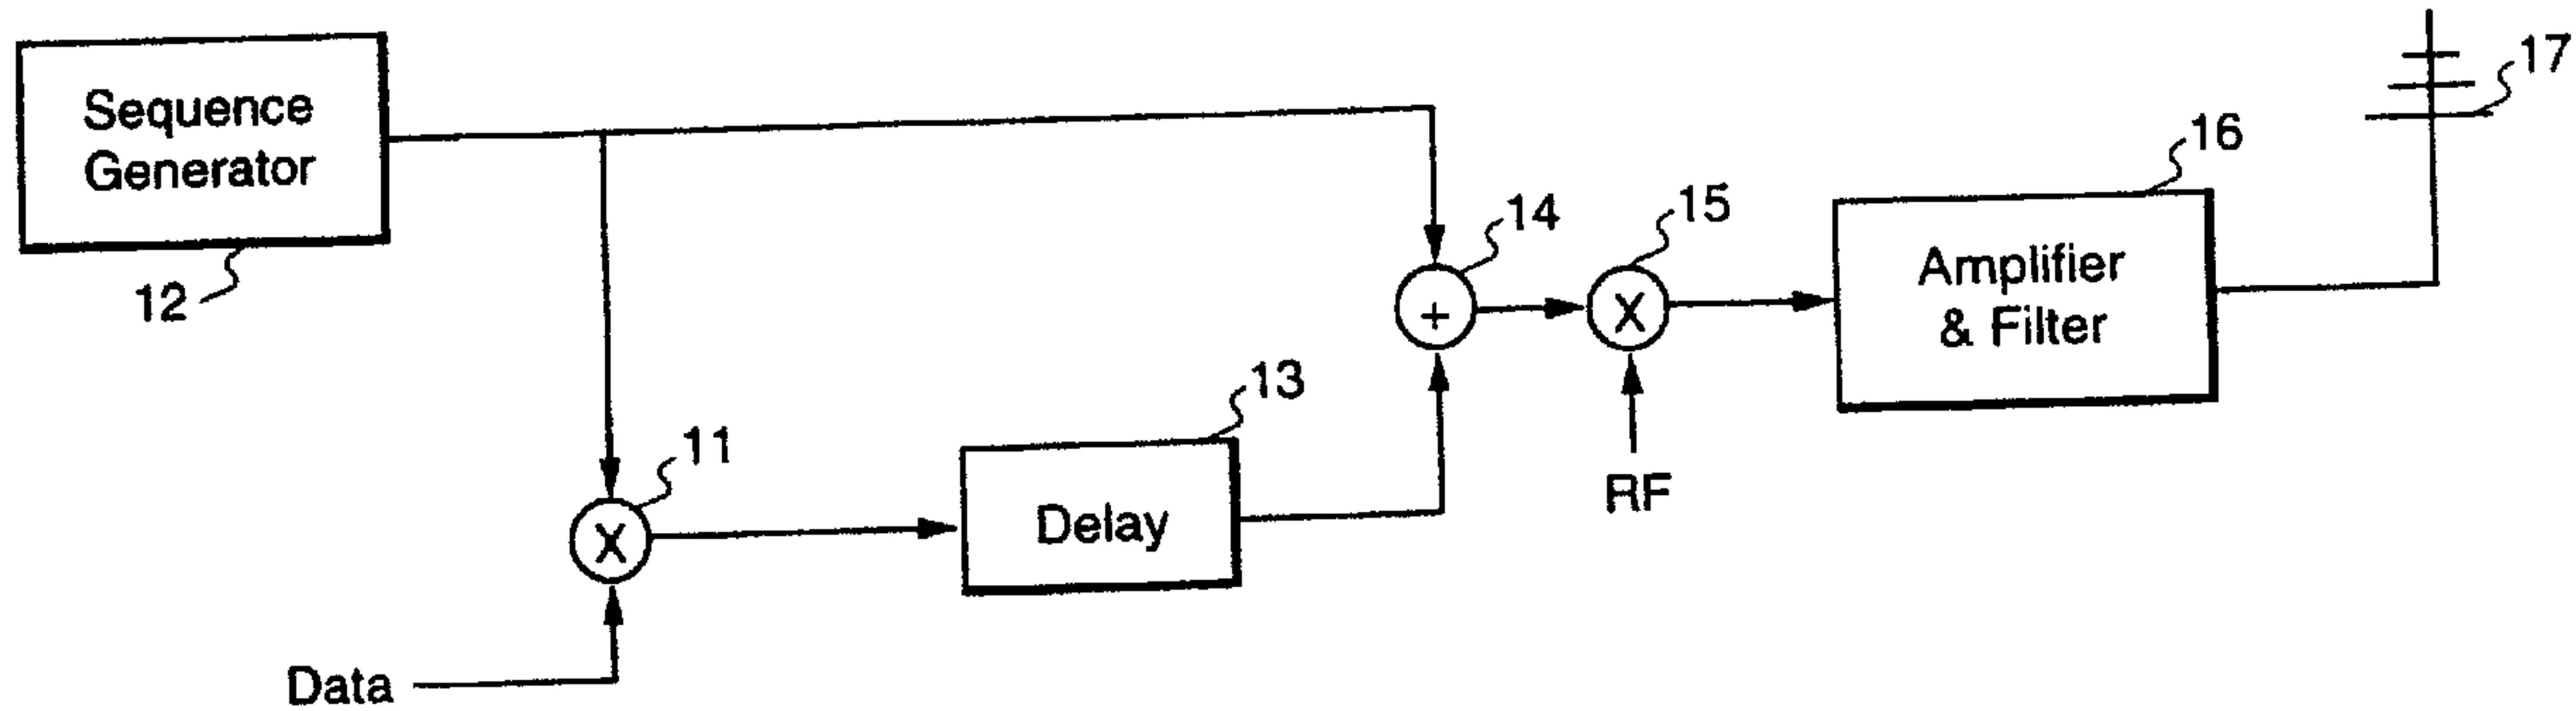 Sequence
Generator
12
17
16
14
15
Amplifier
& Filter
13
11
Delay
RF
X
X
+
Data